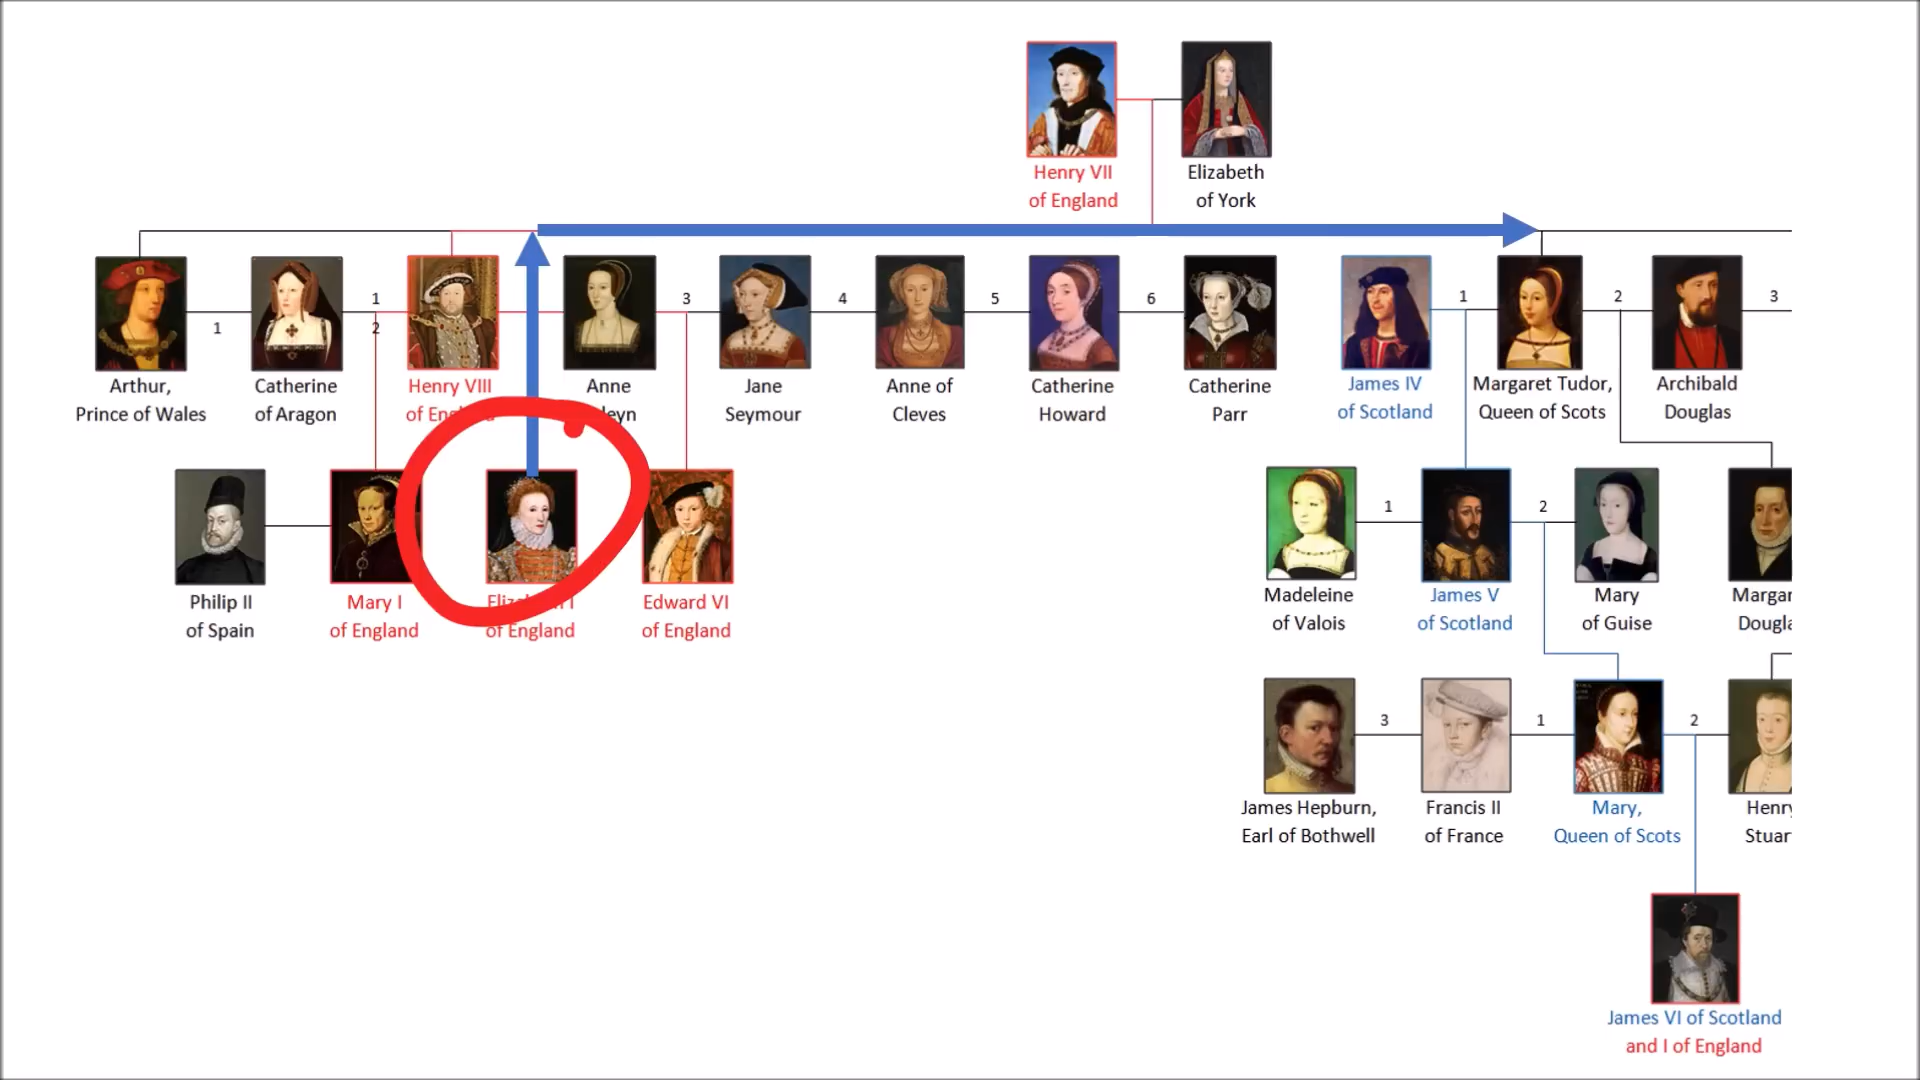 Henry VII
of England
Elizabeth
of York
1
1
2
3
4
5
6
1
2
3
Arthur,
Prince of Wales
Catherine
of Aragon
Henry VIII
of
Anne
Jane
Seymour
Anne of
Cleves
Catherine
Howard
Catherine
Parr
James IV
of Scotland
Margaret Tudor,
Queen of Scots
Archibald
Douglas
1
2
Philip II
of Spain
Mary I
of England
of England
Edward VI
of England
Madeleine
of Valois
James V
of Scotland
Mary
of Guise
3
1
2
James Hepburn,
Earl of Bothwell
Francis II
of France
Mary,
Queen of Scots
Henry
James VI of Scotland
and I of England